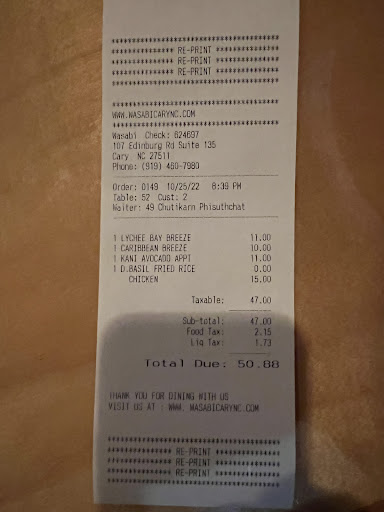 ****************************************
*************** RE-PRINT ***************
*************** RE-PRINT ***************
*************** RE-PRINT ***************
****************************************
****************************************
WWW.WASABICARYNC.COM
****************************************
Wasabi Check: 624697
107 Edinburg Rd Suite 135
Cary NC 27511
Phone: (919) 460-7980
Order: 0149 10/25/22 8:39 PM
Table: 52 Cust: 2
Waiter: 49 Chutikarn Phisuthchat
1 LYCHEE BAY BREEZE 11.00
1 CARIBBEAN BREEZE 10.00
1 KANI AVOCADO APPT 11.00
1 D.BASIL FRIED RICE 0.00
CHICKEN 15.00
Taxable: 47.00
Sub-total: 47.00
Food Tax: 2.15
Liq Tax: 1.73
Total Due: 50.88
THANK YOU FOR DINING WITH US
VISIT US AT : WWW. WASABICARYNC.COM
****************************************
*************** RE-PRINT ***************
*************** RE-PRINT ***************
*************** RE-PRINT ***************
****************************************